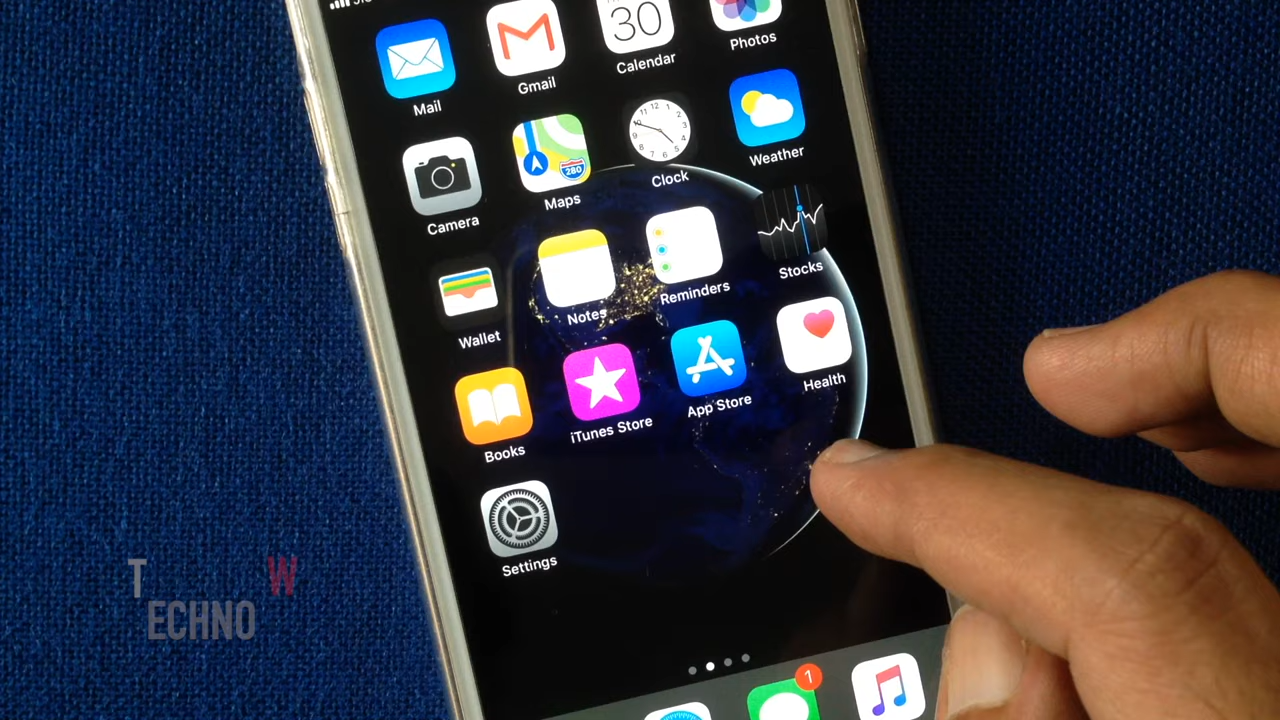 30
Mail
Gmail
Calendar
Photos
280
Camera
Maps
Clock
Weather
Wallet
Notes
Reminders
Stocks
Books
iTunes Store
App Store
Health
Settings
1
T W
ECHNO